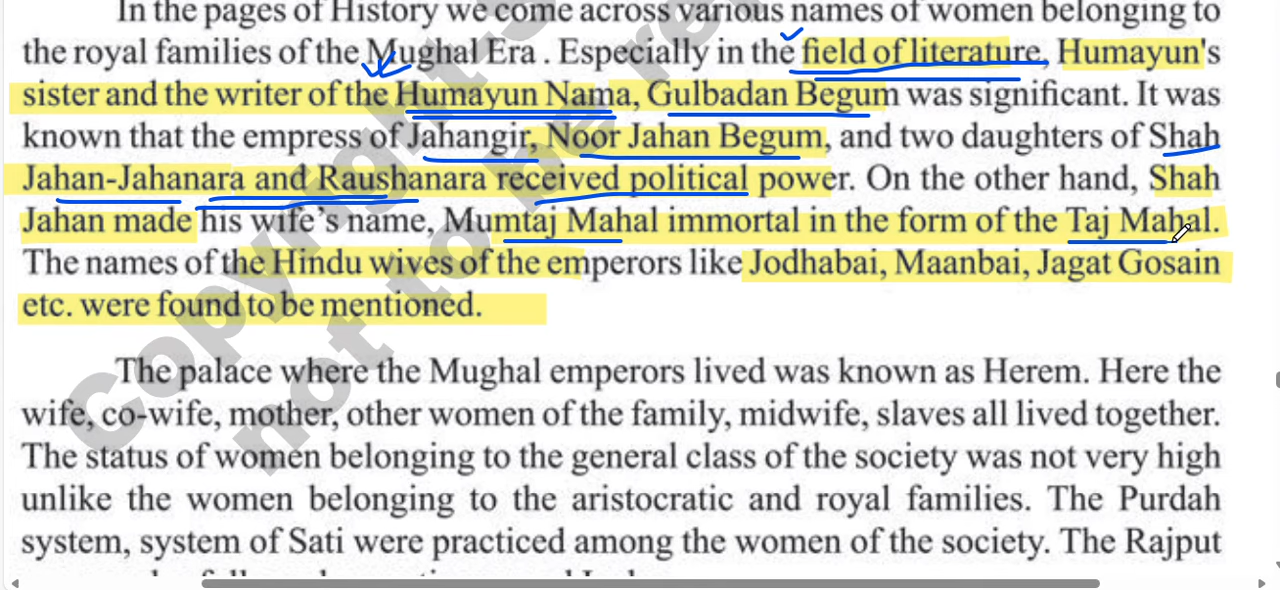 In the pages of History we come across various names of women belonging to
the royal families of the Mughal Era . Especially in the field of literature, Humayun's
sister and the writer of the Humayun Nama, Gulbadan Begum was significant. It was
known that the empress of Jahangir, Noor Jahan Begum, and two daughters of Shah
Jahan-Jahanara and Raushanara received political power. On the other hand, Shah
Jahan made his wife's name, Mumtaj Mahal immortal in the form of the Taj Mahal.
The names of the Hindu wives of the emperors like Jodhabai, Maanbai, Jagat Gosain
etc. were found to be mentioned.
The palace where the Mughal emperors lived was known as Herem. Here the
wife, co-wife, mother, other women of the family, midwife, slaves all lived together.
The status of women belonging to the general class of the society was not very high
unlike the women belonging to the aristocratic and royal families. The Purdah
system, system of Sati were practiced among the women of the society. The Rajput
Copyright
not to be re